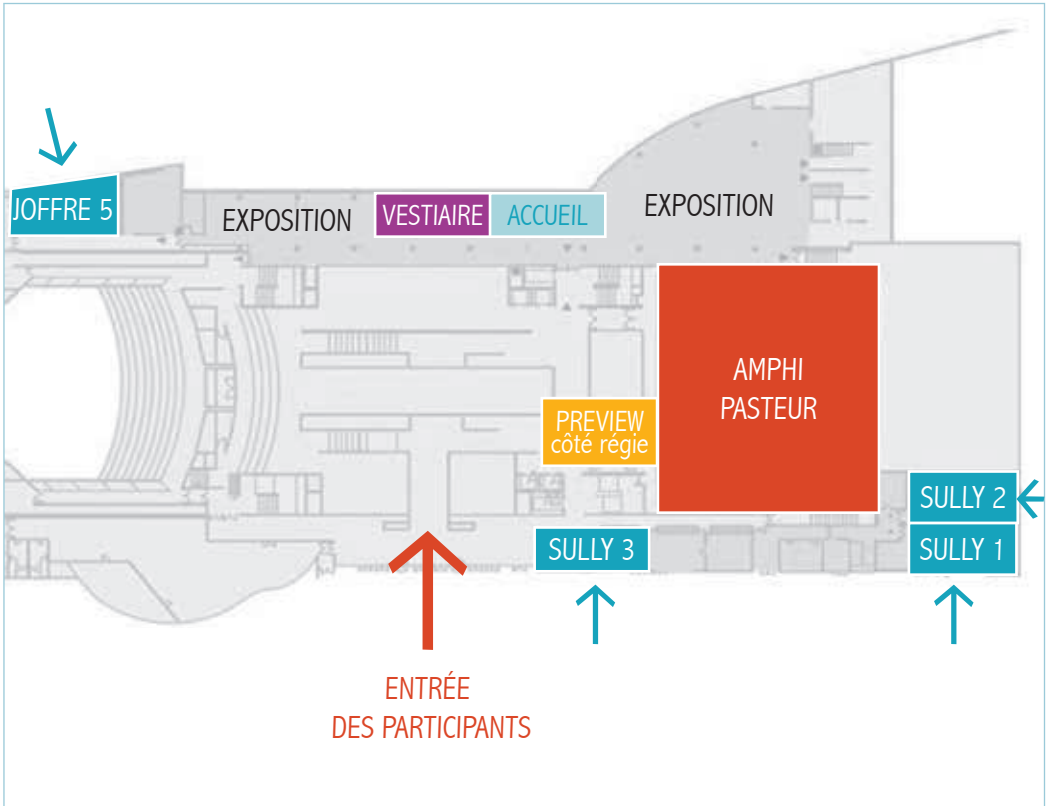 JOFFRE 5
EXPOSITION
VESTIAIRE
ACCUEIL
EXPOSITION
AMPHI
PASTEUR
PREVIEW
côté régie
SULLY 2
SULLY 3
SULLY 1
ENTRÉE
DES PARTICIPANTS